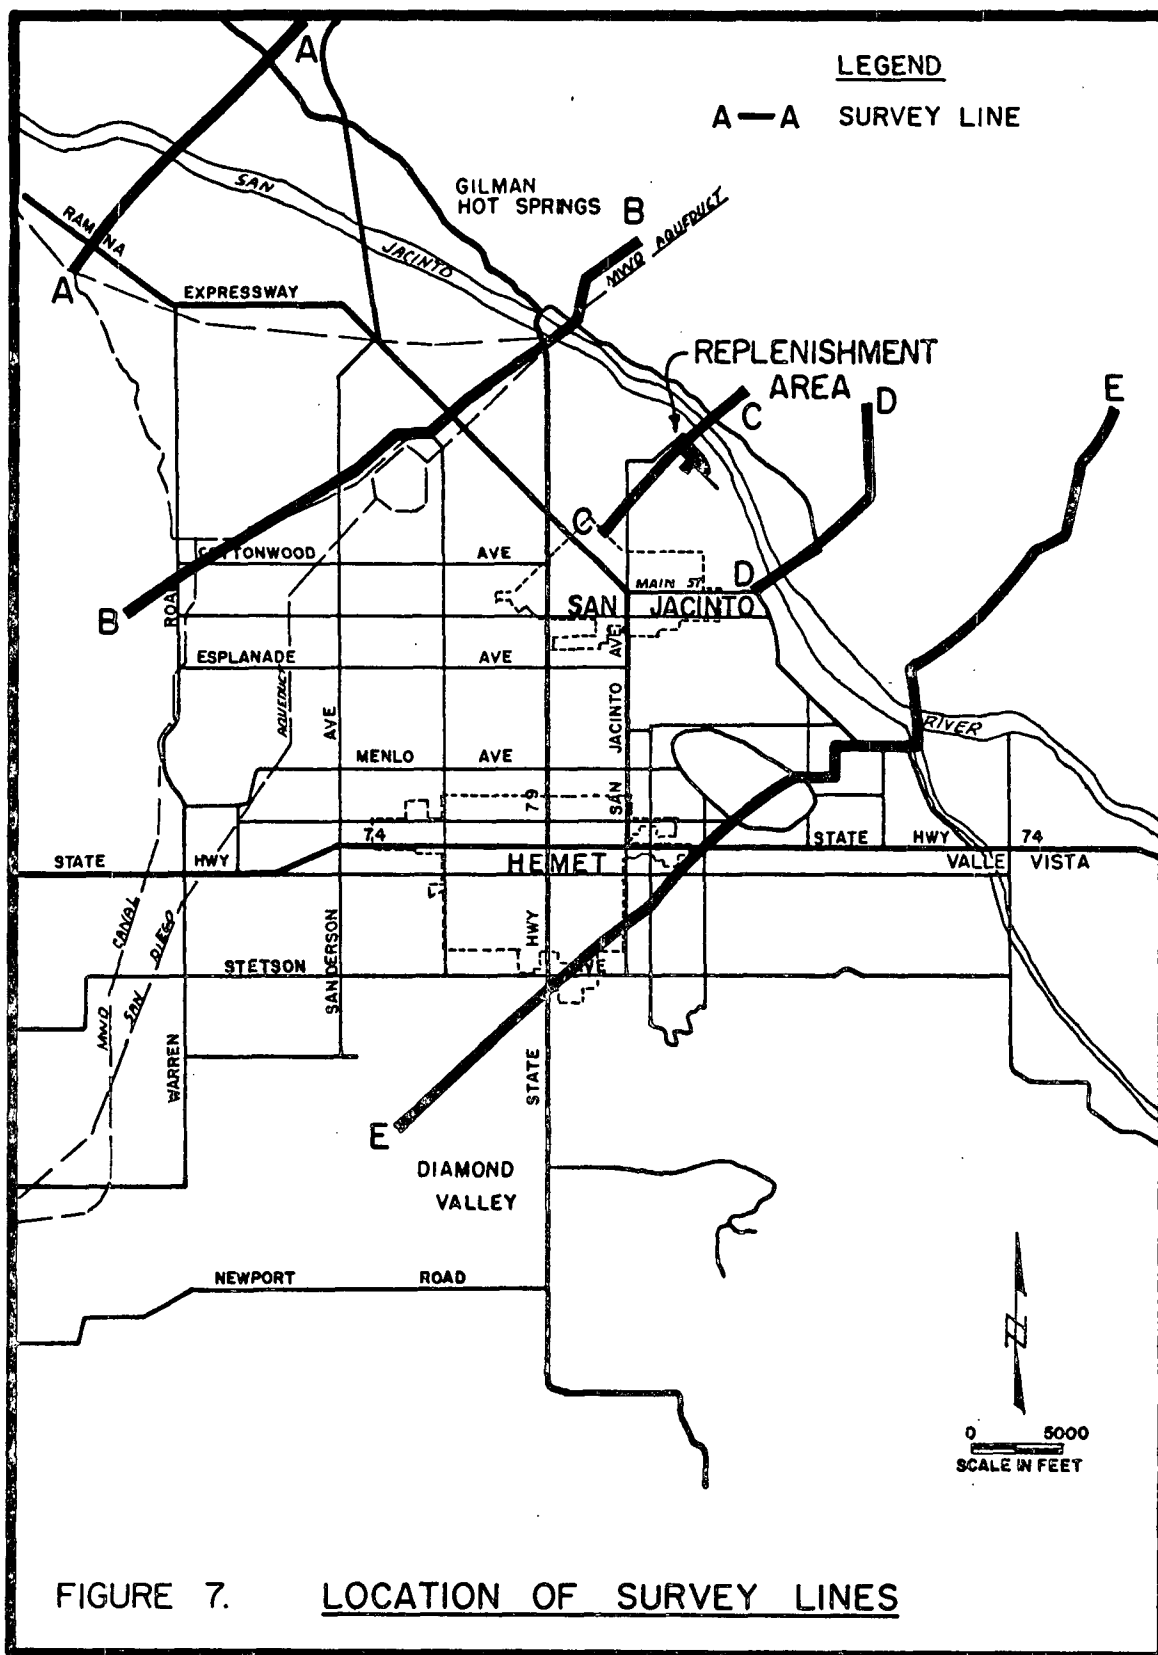 LEGEND
A — A SURVEY LINE
A
SAN
JACINTO
GILMAN
HOT SPRINGS
B
MWD AQUEDUCT
RAMONA
A
EXPRESSWAY
REPLENISHMENT
AREA
C
D
E
C
COTTONWOOD AVE
MAIN ST
D
B
ROAD
SAN JACINTO
ESPLANADE AVE
AVE
AQUEDUCT
AVE
JACINTO
RIVER
MENLO AVE
79
SAN
74
STATE HWY 74
STATE HWY
HEMET
VALLE VISTA
CANAL
DIEGO
SANDERSON
HWY
STETSON AVE
MWD
SAN
WARREN
STATE
E
DIAMOND
VALLEY
NEWPORT ROAD
N
0 5000
SCALE IN FEET
FIGURE 7. LOCATION OF SURVEY LINES